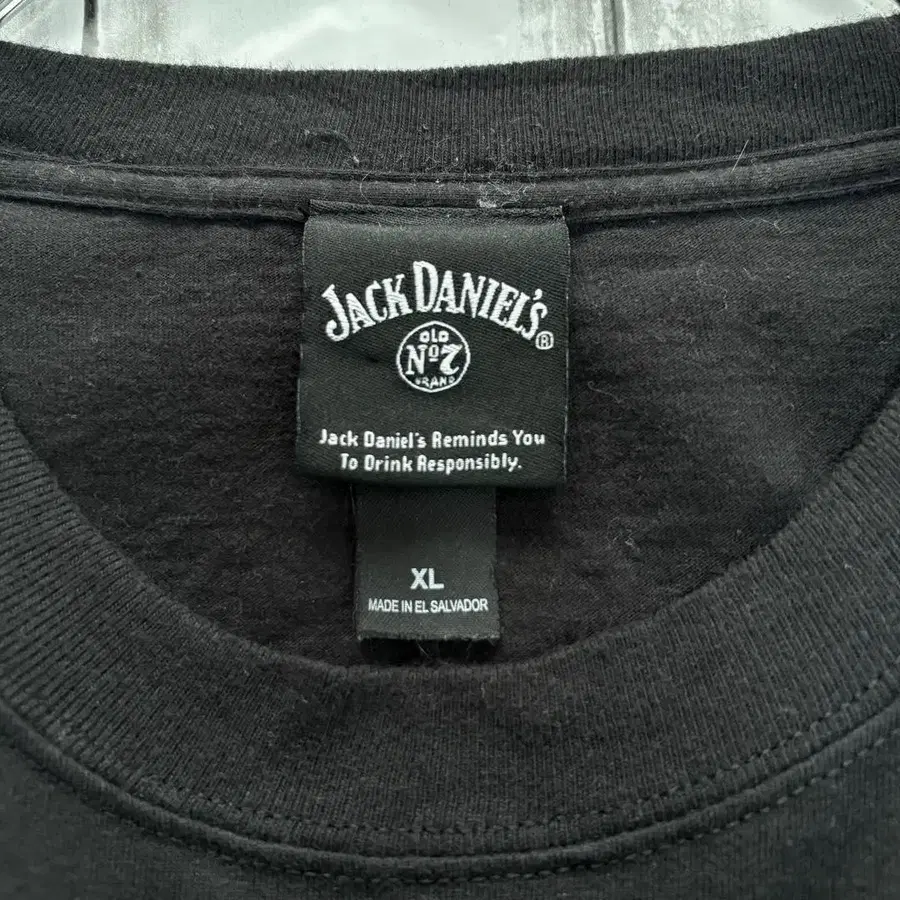 JACK DANIEL'S®
OLD
Nº7
BRAND
Jack Daniel's Reminds You
To Drink Responsibly.
XL
MADE IN EL SALVADOR